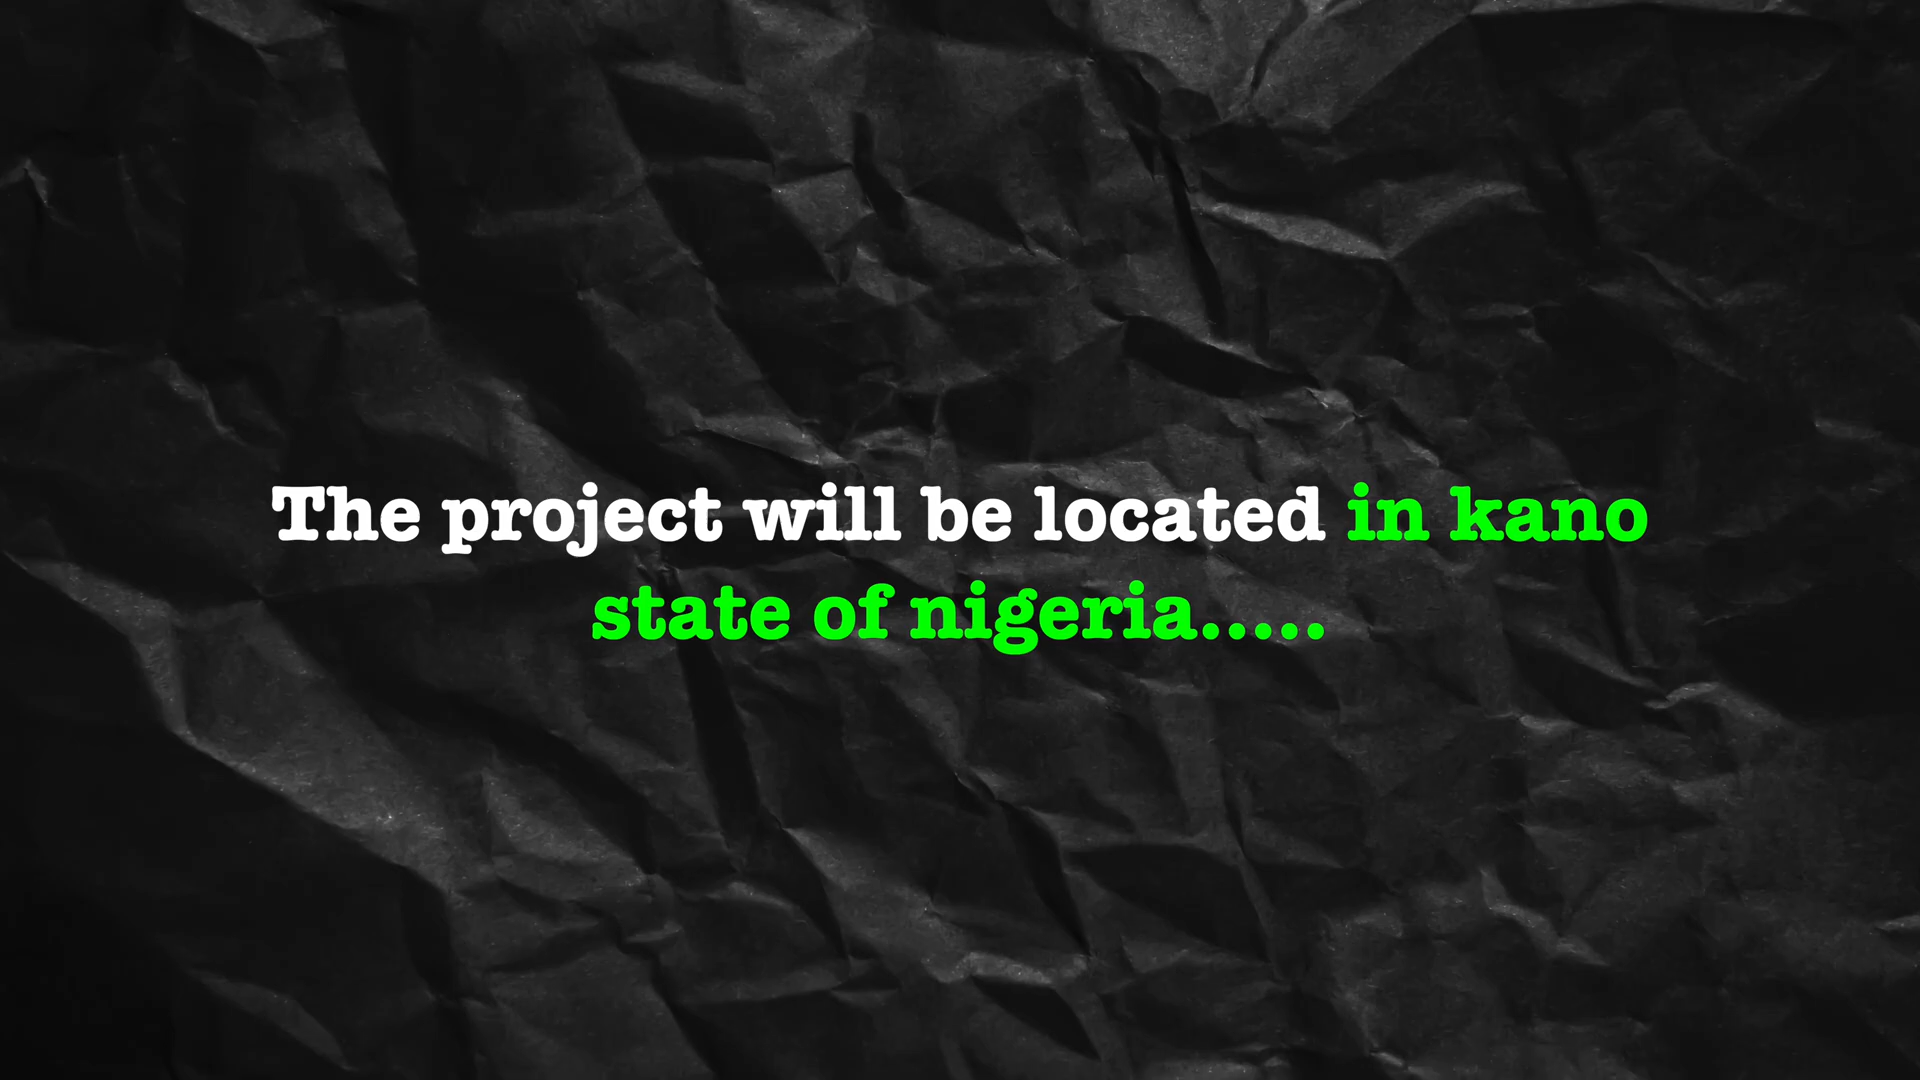 The project will be located in kano
state of nigeria.....